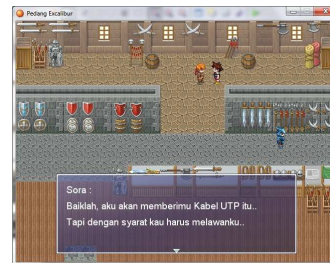 Pedang Excalibur
Sora :
Baiklah, aku akan memberimu Kabel UTP itu..
Tapi dengan syarat kau harus melawanku..